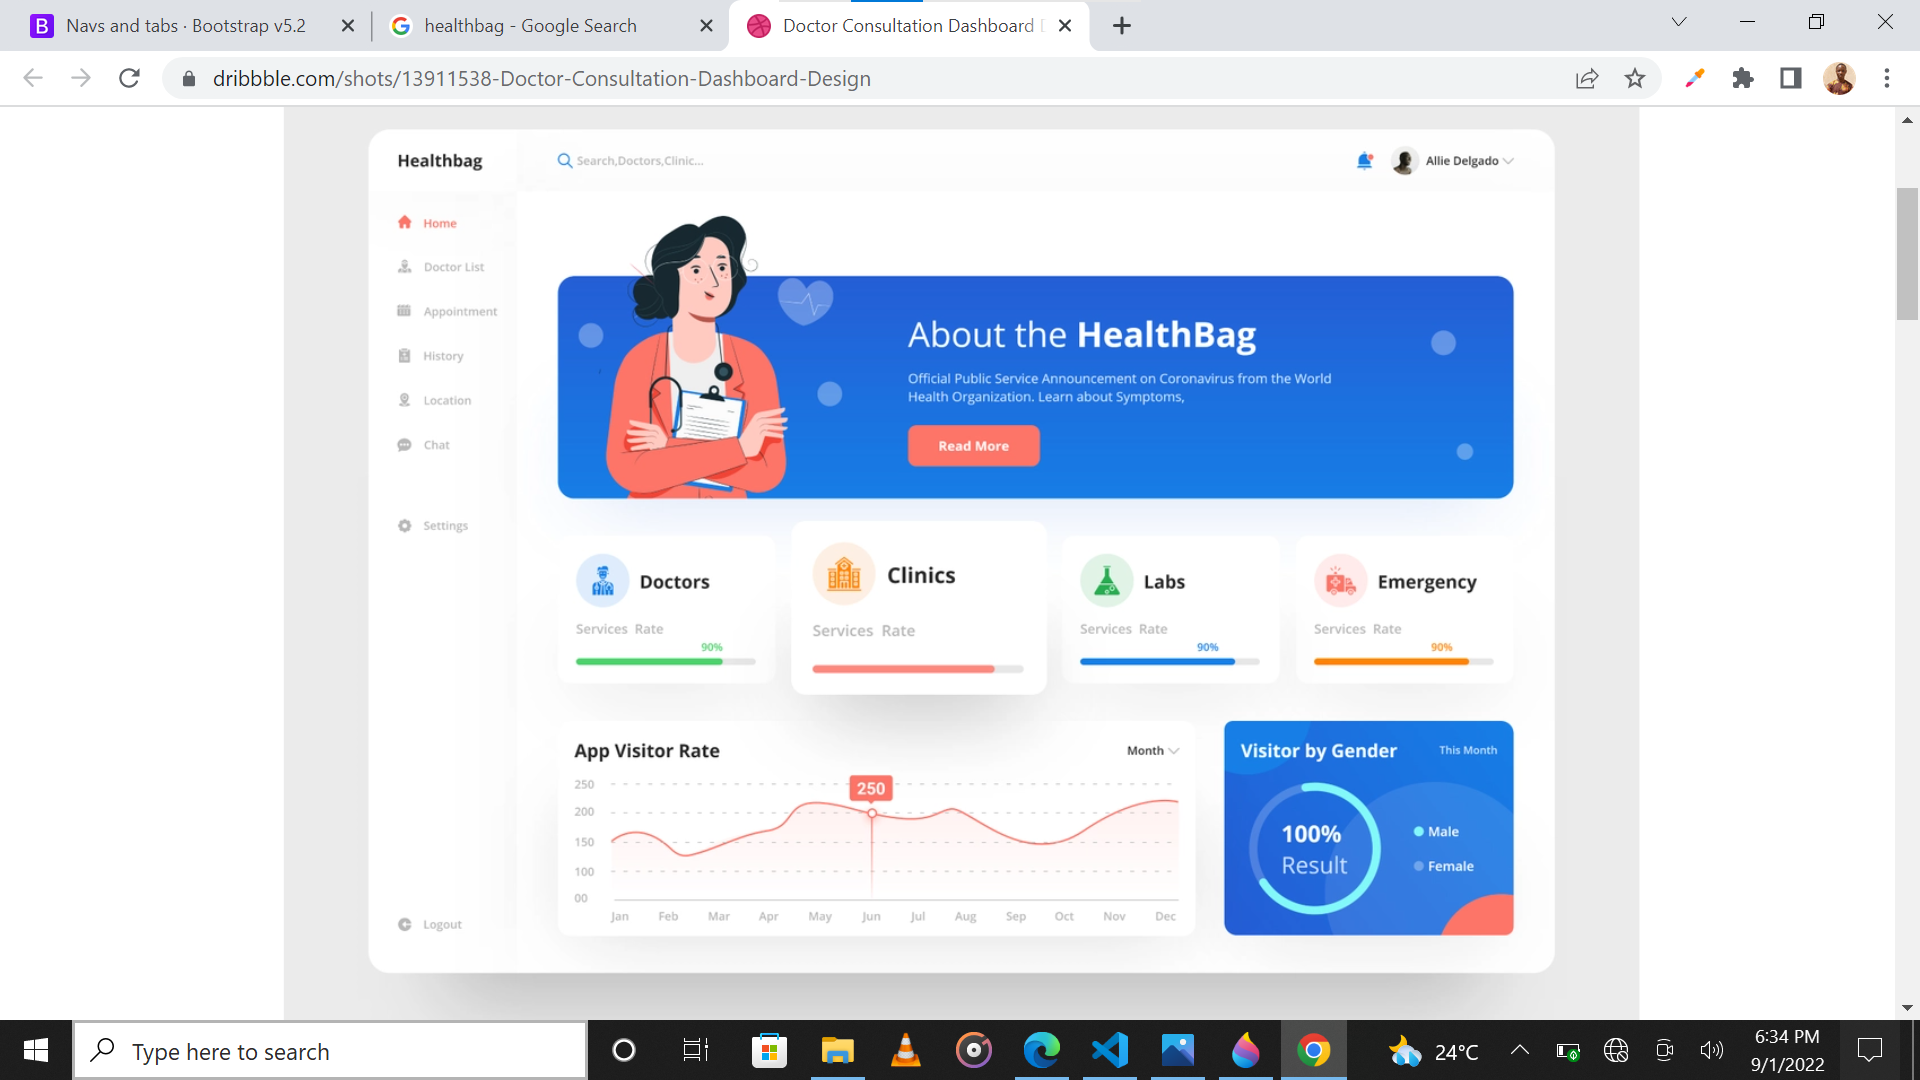 Navs and tabs · Bootstrap v5.2
healthbag - Google Search
Doctor Consultation Dashboard
dribbble.com/shots/13911538-Doctor-Consultation-Dashboard-Design
Healthbag
Search,Doctors,Clinic...
Allie Delgado
Home
Doctor List
Appointment
History
Location
Chat
Settings
Logout
About the HealthBag
Official Public Service Announcement on Coronavirus from the World
Health Organization. Learn about Symptoms,
Read More
Doctors
Services Rate
90%
Clinics
Services Rate
Labs
Services Rate
90%
Emergency
Services Rate
90%
App Visitor Rate
Month
250
200
150
100
00
250
Jan Feb Mar Apr May Jun Jul Aug Sep Oct Nov Dec
Visitor by Gender
This Month
100%
Result
Male
Female
Type here to search
24°C
6:34 PM
9/1/2022